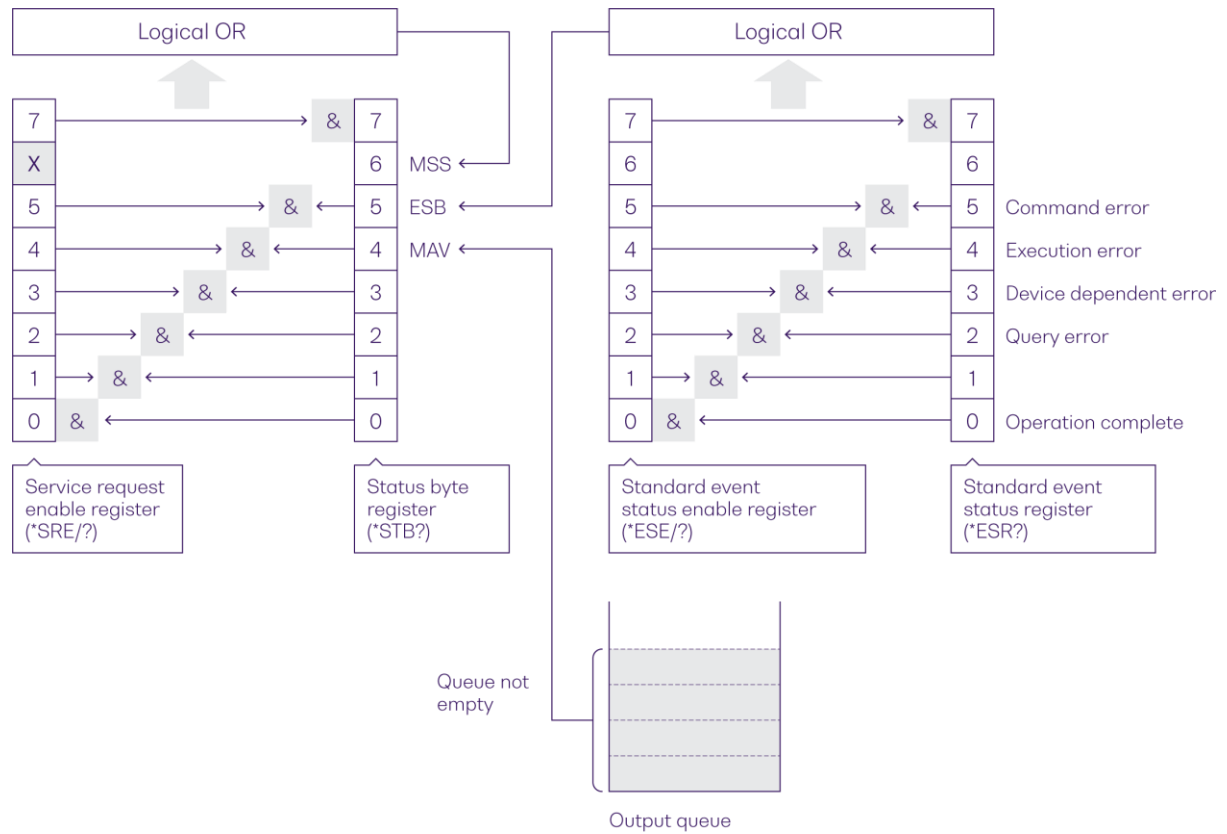 Logical OR
Logical OR
7 & 7
X 6 MSS
5 & 5 ESB
4 & 4 MAV
3 & 3
2 & 2
1 & 1
0 & 0
Service request
enable register
(*SRE/?)
Status byte
register
(*STB?)
7 & 7
6 6
5 & 5 Command error
4 & 4 Execution error
3 & 3 Device dependent error
2 & 2 Query error
1 & 1
0 & 0 Operation complete
Standard event
status enable register
(*ESE/?)
Standard event
status register
(*ESR?)
Queue not
empty
Output queue